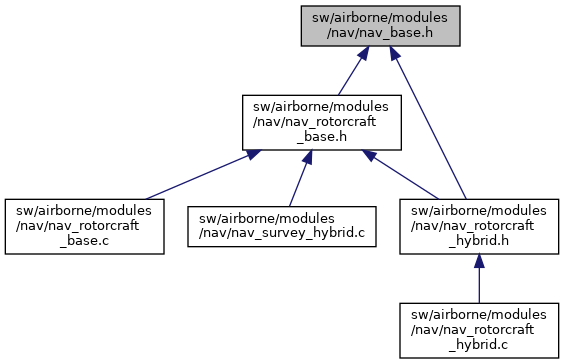 sw/airborne/modules
/nav/nav_base.h
sw/airborne/modules
/nav/nav_rotorcraft
_base.h
sw/airborne/modules
/nav/nav_rotorcraft
_base.c
sw/airborne/modules
/nav/nav_survey_hybrid.c
sw/airborne/modules
/nav/nav_rotorcraft
_hybrid.h
sw/airborne/modules
/nav/nav_rotorcraft
_hybrid.c